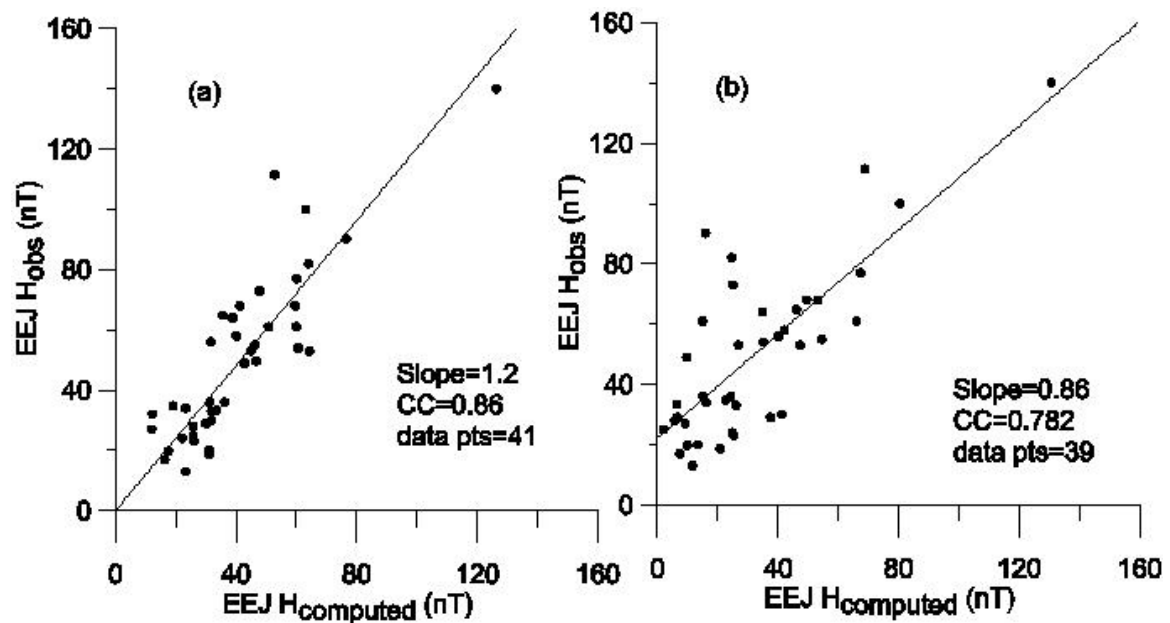 160
120
80
40
0
EEJ Hobs (nT)
(a)
Slope=1.2
CC=0.86
data pts=41
0 40 80 120 160
EEJ Hcomputed (nT)
160
120
80
40
0
EEJ Hobs (nT)
(b)
Slope=0.86
CC=0.782
data pts=39
0 40 80 120 160
EEJ Hcomputed (nT)